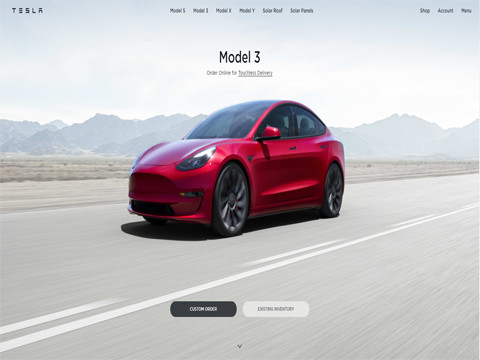 TESLA
Model S Model 3 Model X Model Y Solar Roof Solar Panels
Shop Account Menu
Model 3
Order Online for Touchless Delivery
CUSTOM ORDER
EXISTING INVENTORY